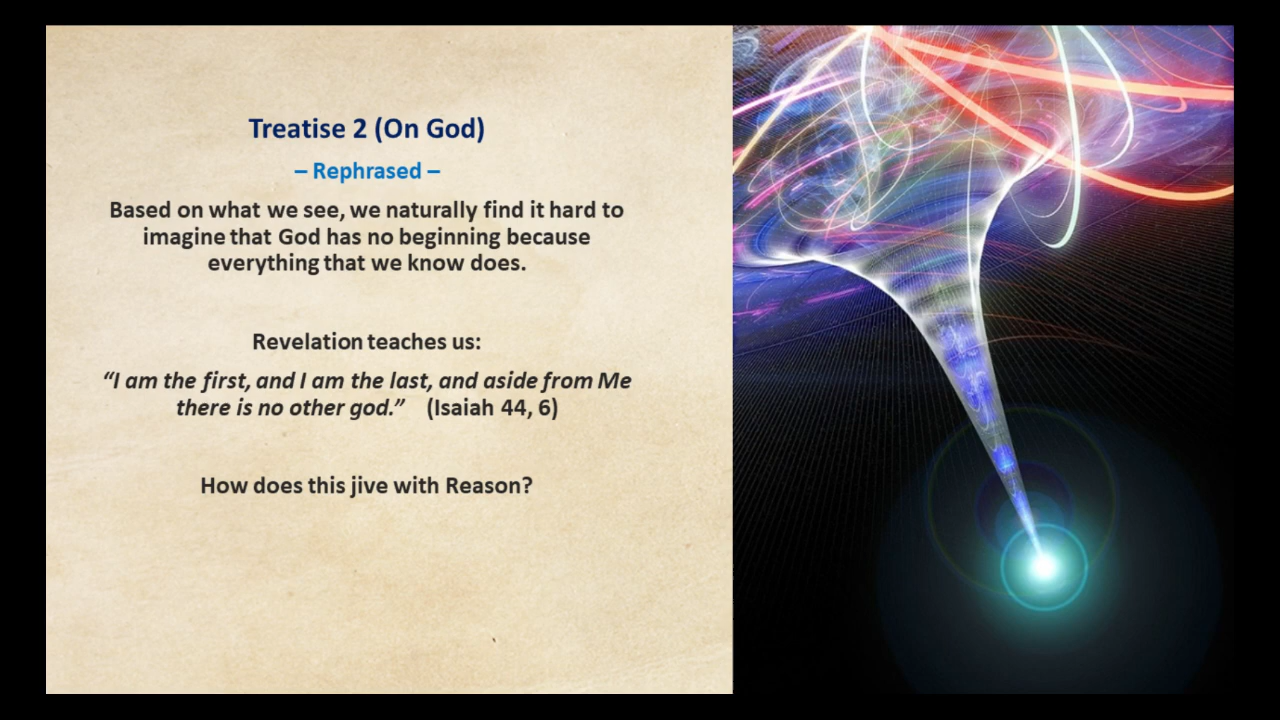 Treatise 2 (On God)
– Rephrased –
Based on what we see, we naturally find it hard to
imagine that God has no beginning because
everything that we know does.
Revelation teaches us:
“I am the first, and I am the last, and aside from Me
there is no other god.” (Isaiah 44, 6)
How does this jive with Reason?